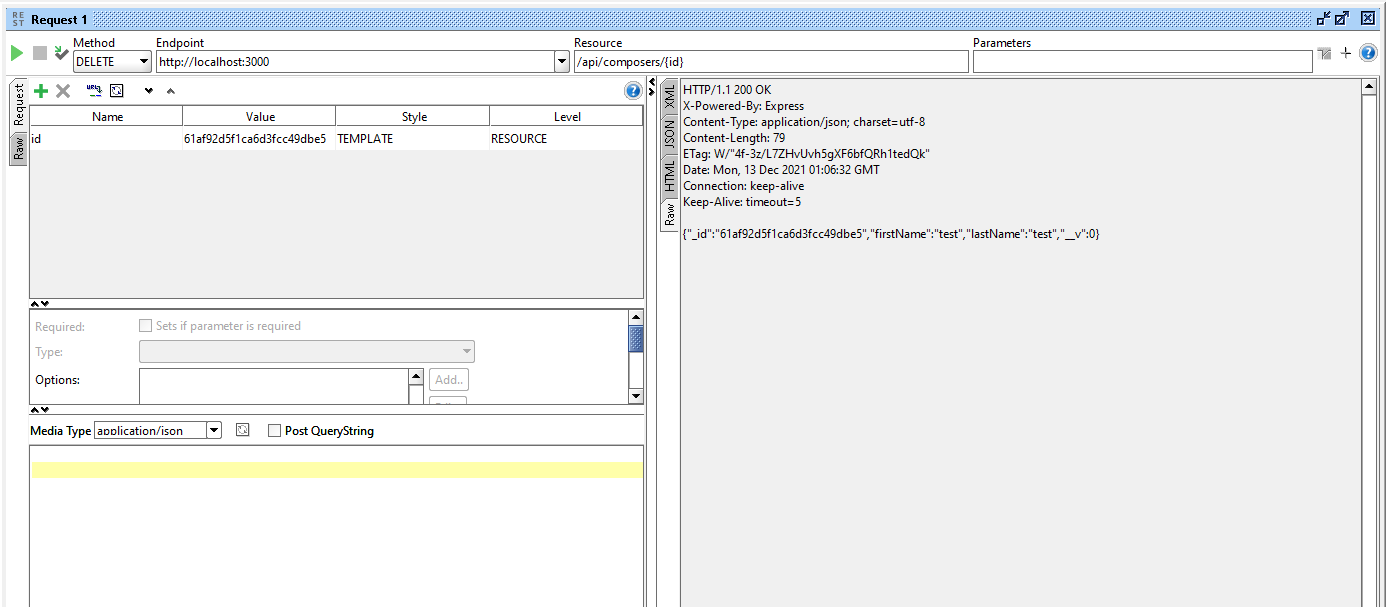 RE
ST
Request 1
Method
Endpoint
Resource
Parameters
DELETE
http://localhost:3000
/api/composers/{id}
Request
Raw
Name
Value
Style
Level
id
61af92d5f1ca6d3fcc49dbe5
TEMPLATE
RESOURCE
Required:
Sets if parameter is required
Type:
Options:
Add..
Media Type
application/json
Post QueryString
XML
JSON
HTML
Raw
HTTP/1.1 200 OK
X-Powered-By: Express
Content-Type: application/json; charset=utf-8
Content-Length: 79
ETag: W/"4f-3z/L7ZHvUvh5gXF6bfQRh1tedQk"
Date: Mon, 13 Dec 2021 01:06:32 GMT
Connection: keep-alive
Keep-Alive: timeout=5
{"_id":"61af92d5f1ca6d3fcc49dbe5","firstName":"test","lastName":"test","__v":0}